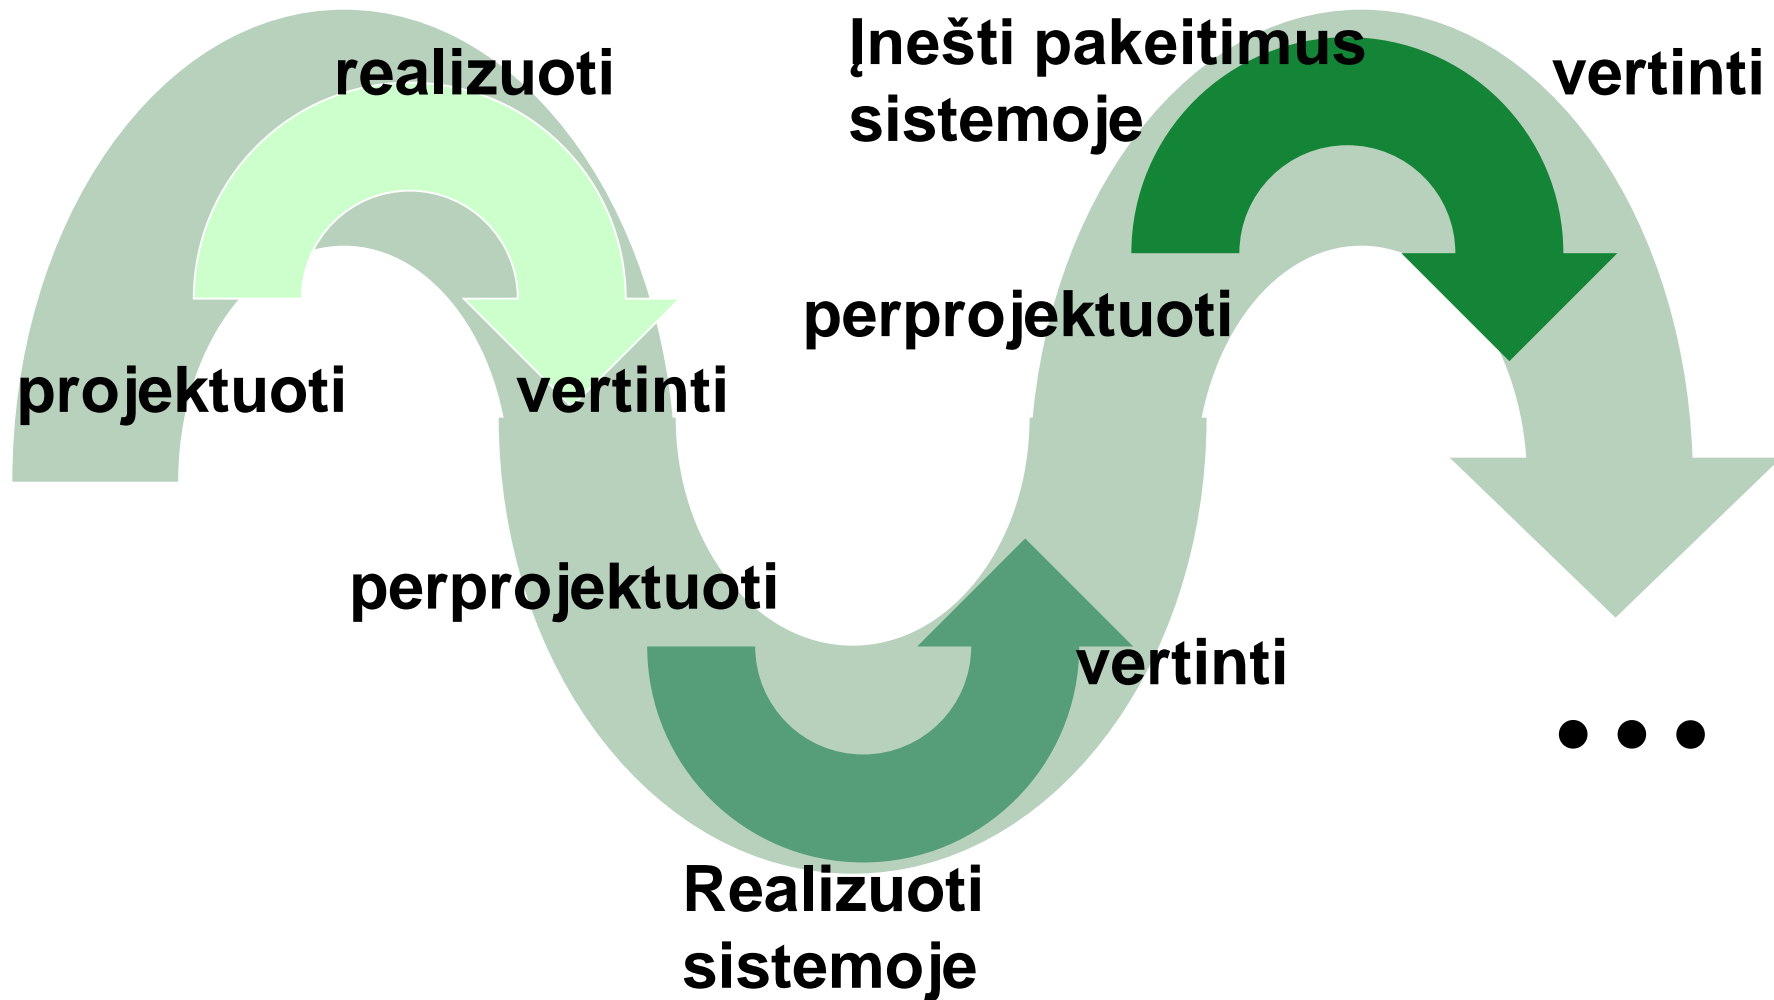 realizuoti
projektuoti
vertinti
perprojektuoti
Realizuoti
sistemoje
vertinti
perprojektuoti
Įnešti pakeitimus
sistemoje
vertinti
...